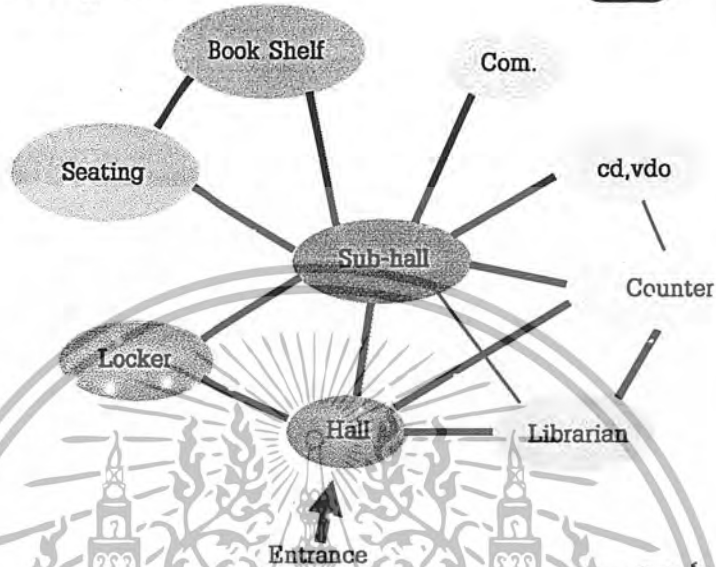 Book Shelf
Com.
Seating
cd,vdo
Sub-hall
Counter
Locker
Hall
Librarian
Entrance